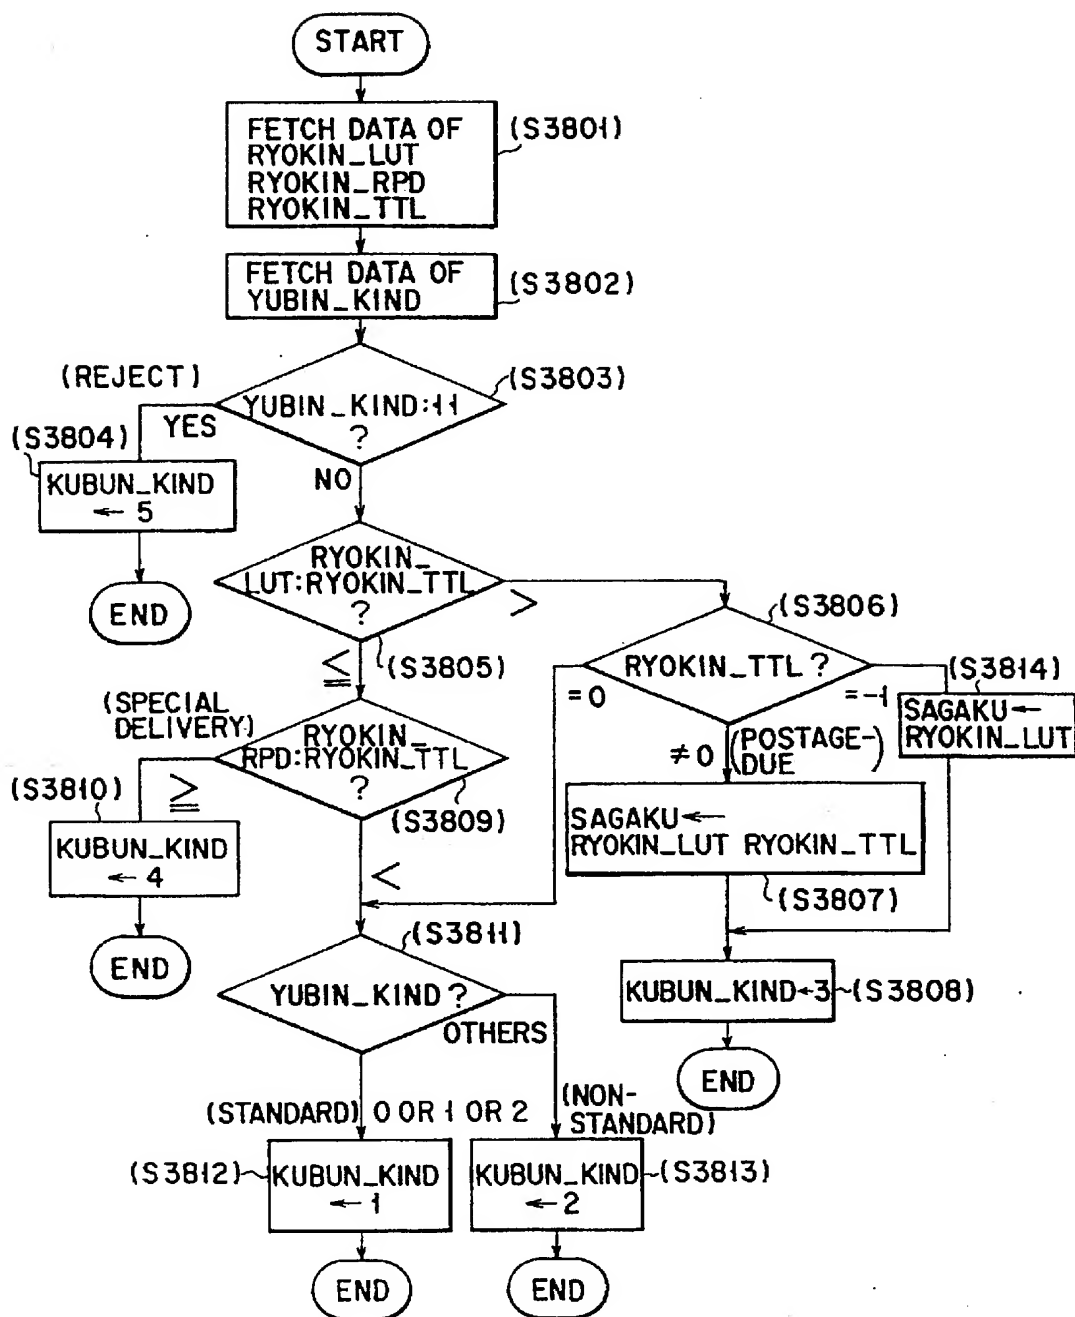 START
FETCH DATA OF
RYOKIN_LUT
RYOKIN_RPD
RYOKIN_TTL
(S3801)
FETCH DATA OF
YUBIN_KIND
(S3802)
YUBIN_KIND:11
?
(S3803)
(REJECT)
YES
(S3804)
KUBUN_KIND
← 5
END
NO
RYOKIN_
LUT:RYOKIN_TTL
?
(S3805)
>
≦
RYOKIN_TTL?
(S3806)
=0
=-1
(S3814)
SAGAKU←
RYOKIN_LUT
≠0
(POSTAGE-
DUE)
SAGAKU←
RYOKIN_LUT RYOKIN_TTL
(S3807)
KUBUN_KIND←3
(S3808)
END
(SPECIAL
DELIVERY)
RYOKIN_
RPD:RYOKIN_TTL
?
(S3809)
≧
(S3810)
KUBUN_KIND
← 4
END
<
(S3811)
YUBIN_KIND?
OTHERS
(STANDARD) 0 OR 1 OR 2
(NON-
STANDARD)
(S3812)
KUBUN_KIND
← 1
END
KUBUN_KIND
← 2
(S3813)
END